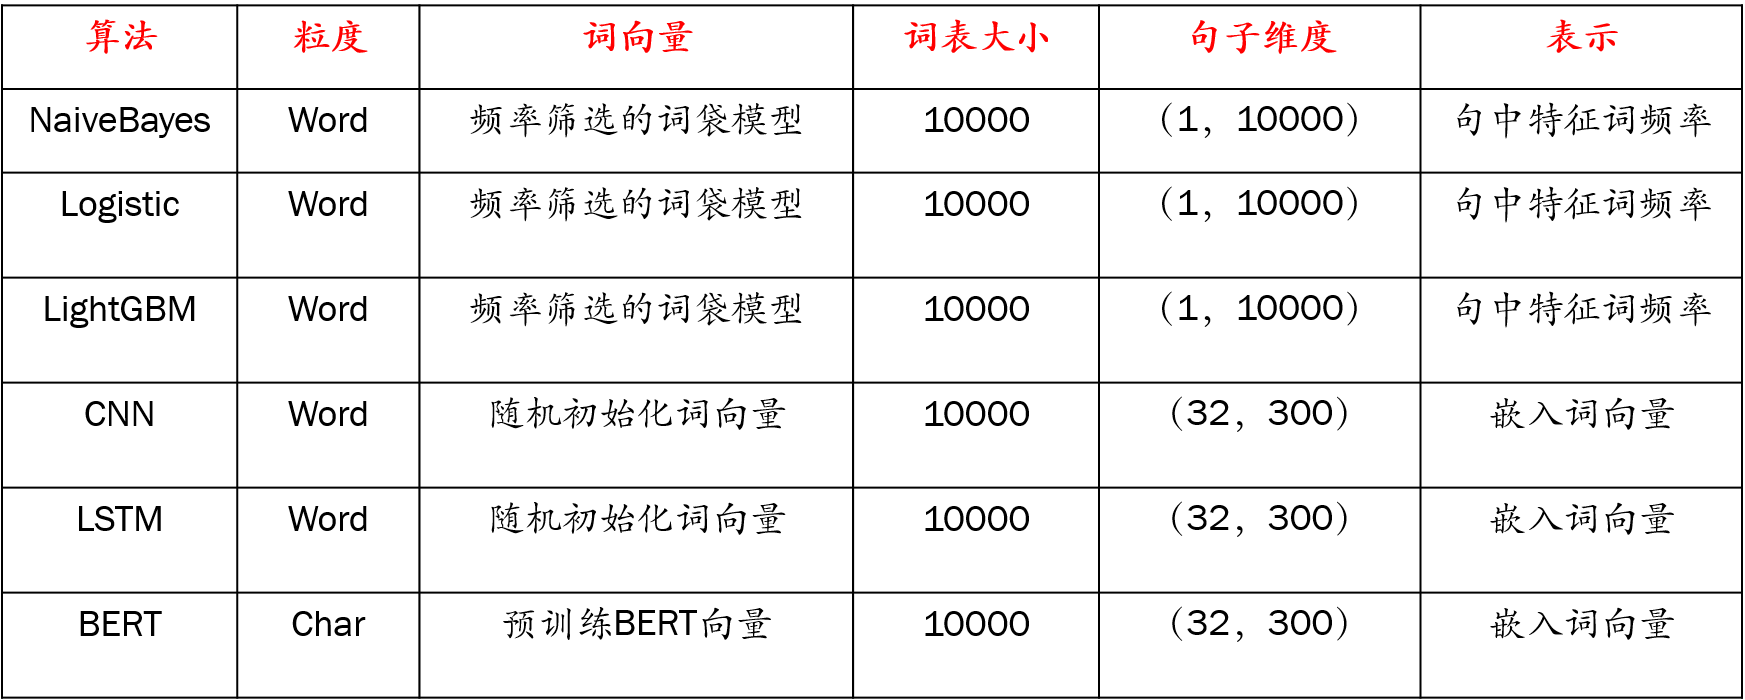 算法 粒度 词向量 词表大小 句子维度 表示
NaiveBayes Word 频率筛选的词袋模型 10000 （1，10000） 句中特征词频率
Logistic Word 频率筛选的词袋模型 10000 （1，10000） 句中特征词频率
LightGBM Word 频率筛选的词袋模型 10000 （1，10000） 句中特征词频率
CNN Word 随机初始化词向量 10000 （32，300） 嵌入词向量
LSTM Word 随机初始化词向量 10000 （32，300） 嵌入词向量
BERT Char 预训练BERT向量 10000 （32，300） 嵌入词向量